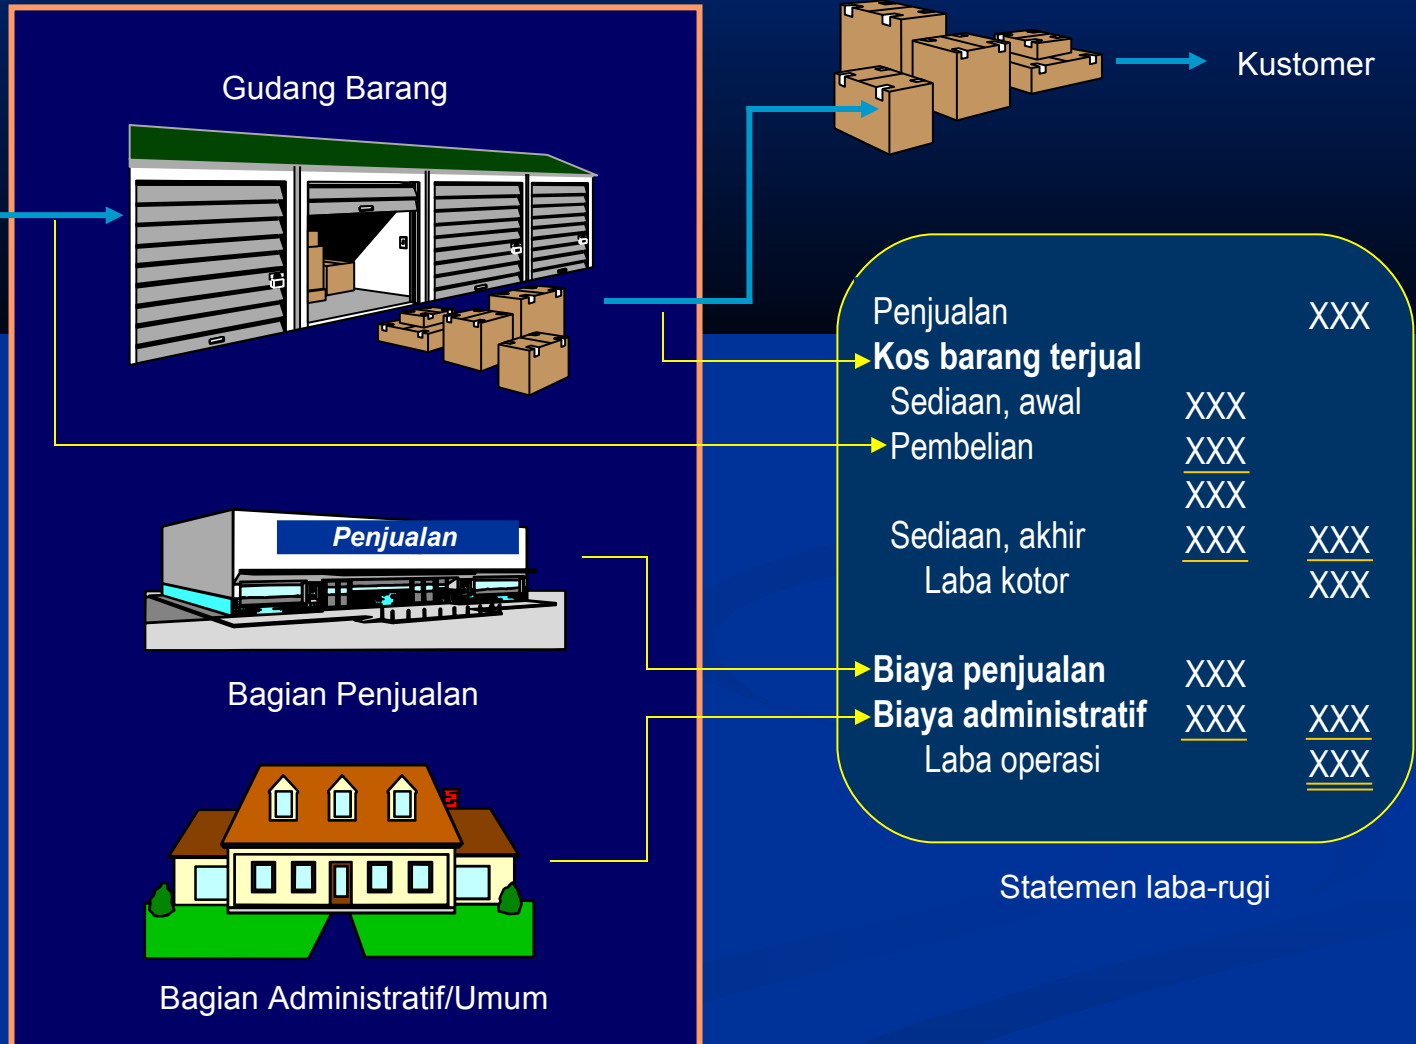 Gudang Barang
Kustomer
Penjualan
Bagian Penjualan
Bagian Administratif/Umum
Penjualan XXX
Kos barang terjual
Sediaan, awal XXX
Pembelian XXX
XXX
Sediaan, akhir XXX XXX
Laba kotor XXX
Biaya penjualan XXX
Biaya administratif XXX XXX
Laba operasi XXX
Statemen laba-rugi